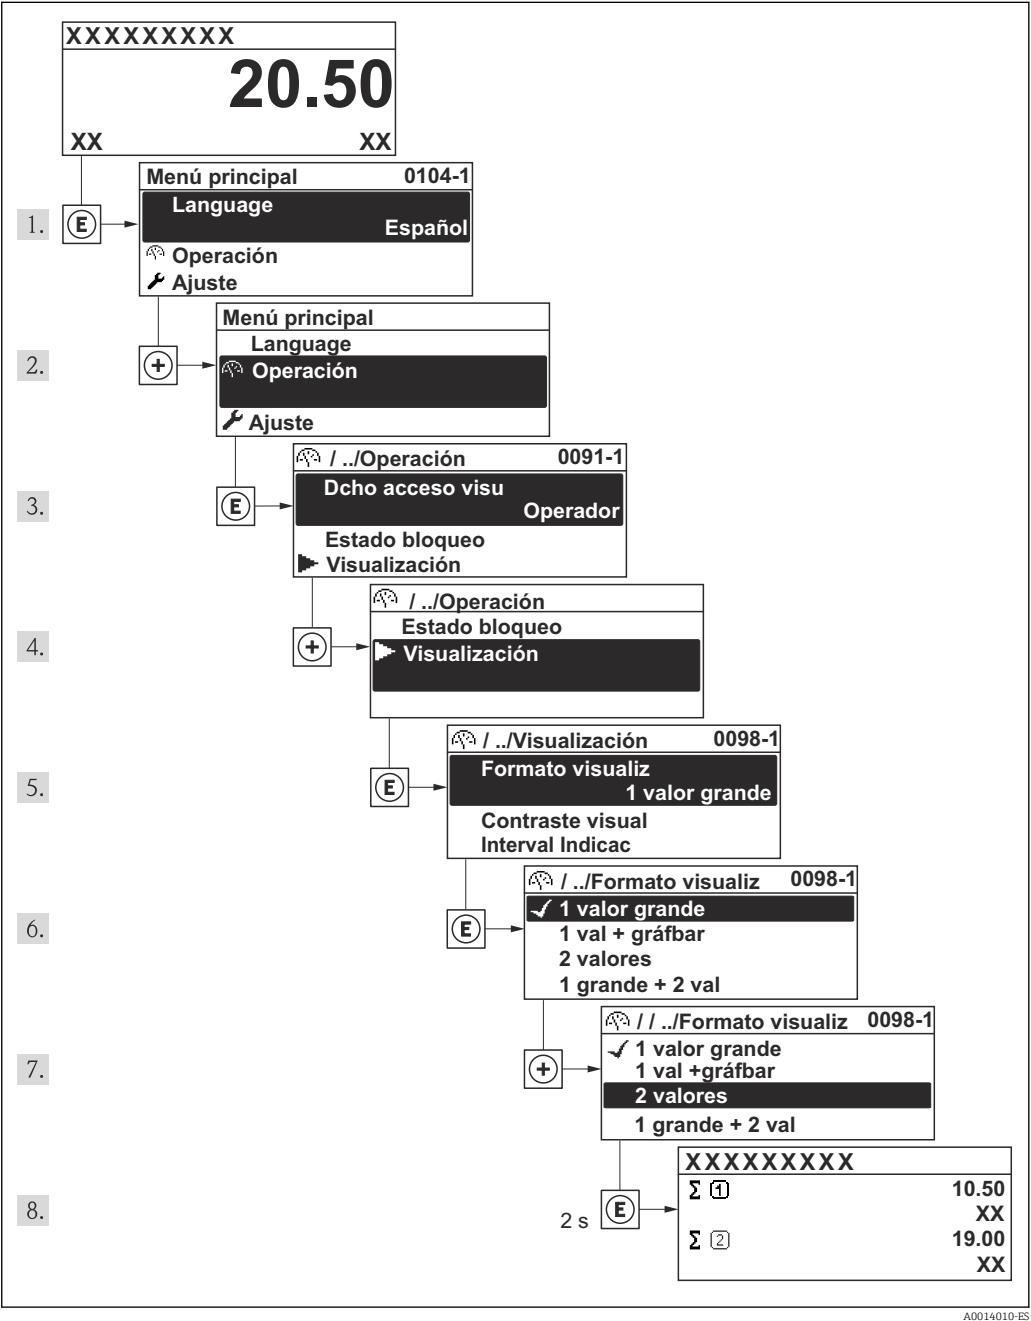 XXXXXXXXX
20.50
XX XX
Menú principal 0104-1
Language
Español
Operación
Ajuste
1. E
Menú principal
Language
Operación
Ajuste
2. +
/ ../Operación 0091-1
Dcho acceso visu
Operador
Estado bloqueo
Visualización
3. E
/ ../Operación
Estado bloqueo
Visualización
4. +
/ ../Visualización 0098-1
Formato visualiz
1 valor grande
Contraste visual
Interval Indicac
5. E
/ ../Formato visualiz 0098-1
1 valor grande
1 val + gráfbar
2 valores
1 grande + 2 val
6. E
/ / ../Formato visualiz 0098-1
1 valor grande
1 val +gráfbar
2 valores
1 grande + 2 val
7. +
XXXXXXXXX
Σ 1 10.50
XX
Σ 2 19.00
XX
8. 2 s E
A0014010-ES